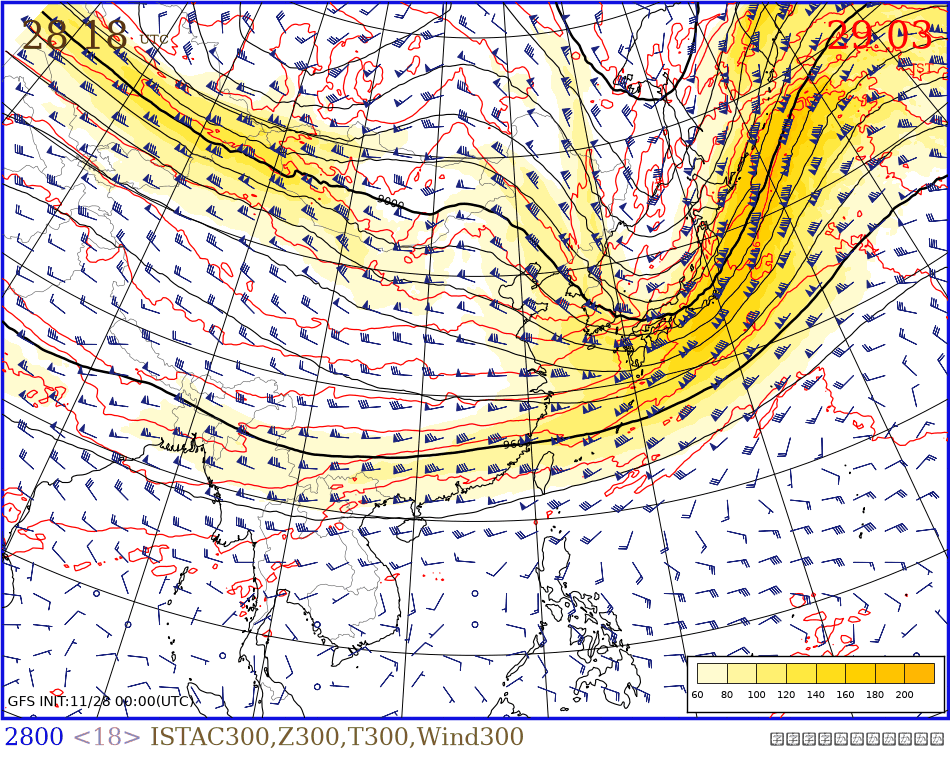 28 18 UTC
29 03
JST
9000
9600
60 80 100 120 140 160 180 200
GFS INIT:11/28 00:00(UTC)
2800 <18> ISTAC300,Z300,T300,Wind300